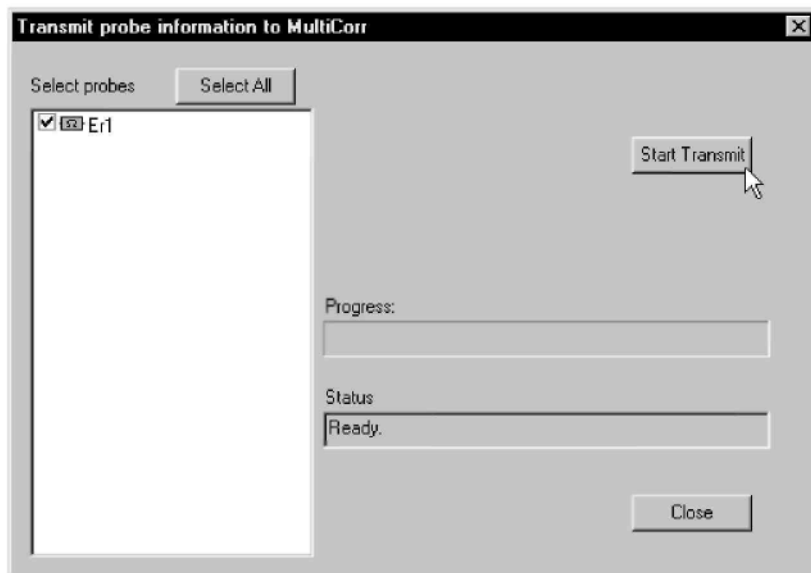 Transmit probe information to MultiCorr
Select probes
Select All
Er1
Start Transmit
Progress:
Status
Ready.
Close